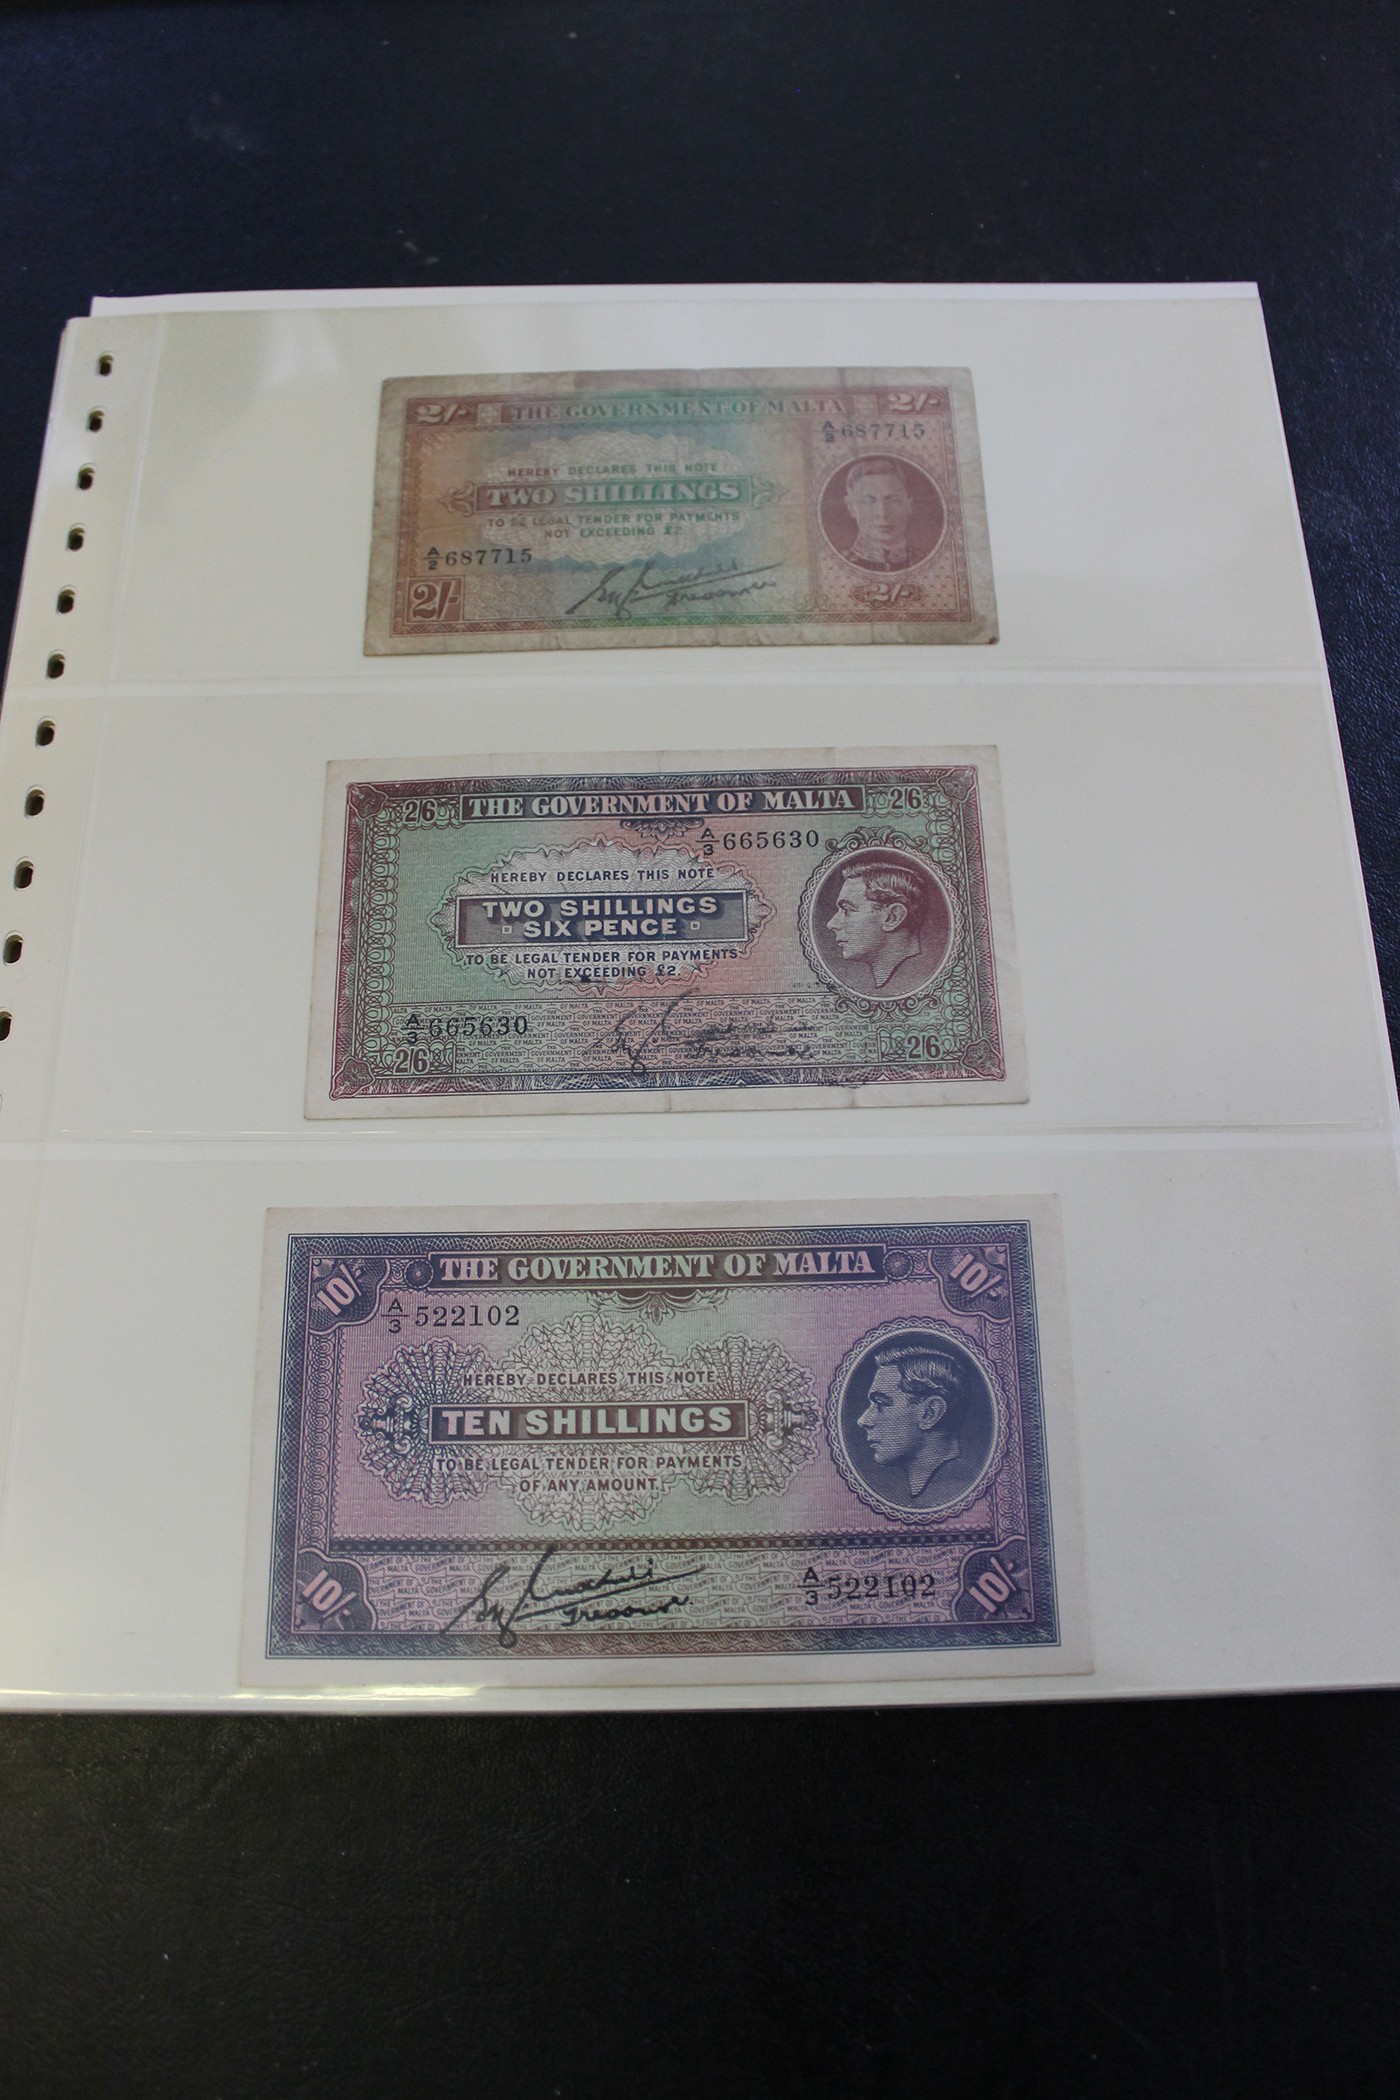 2/- THE GOVERNMENT OF MALTA 2/-
A/2 687715
HEREBY DECLARES THIS NOTE
TWO SHILLINGS
TO BE LEGAL TENDER FOR PAYMENTS
NOT EXCEEDING £2
A/2 687715
Treasurer
2/- 2/-
2/6 THE GOVERNMENT OF MALTA 2/6
A/3 665630
HEREBY DECLARES THIS NOTE
TWO SHILLINGS
SIX PENCE
TO BE LEGAL TENDER FOR PAYMENTS
NOT EXCEEDING £2.
A/3 665630
Treasurer
2/6 2/6
10/- THE GOVERNMENT OF MALTA 10/-
A/3 522102
HEREBY DECLARES THIS NOTE
TEN SHILLINGS
TO BE LEGAL TENDER FOR PAYMENTS
OF ANY AMOUNT.
A/3 522102
10/- Treasurer. 10/-